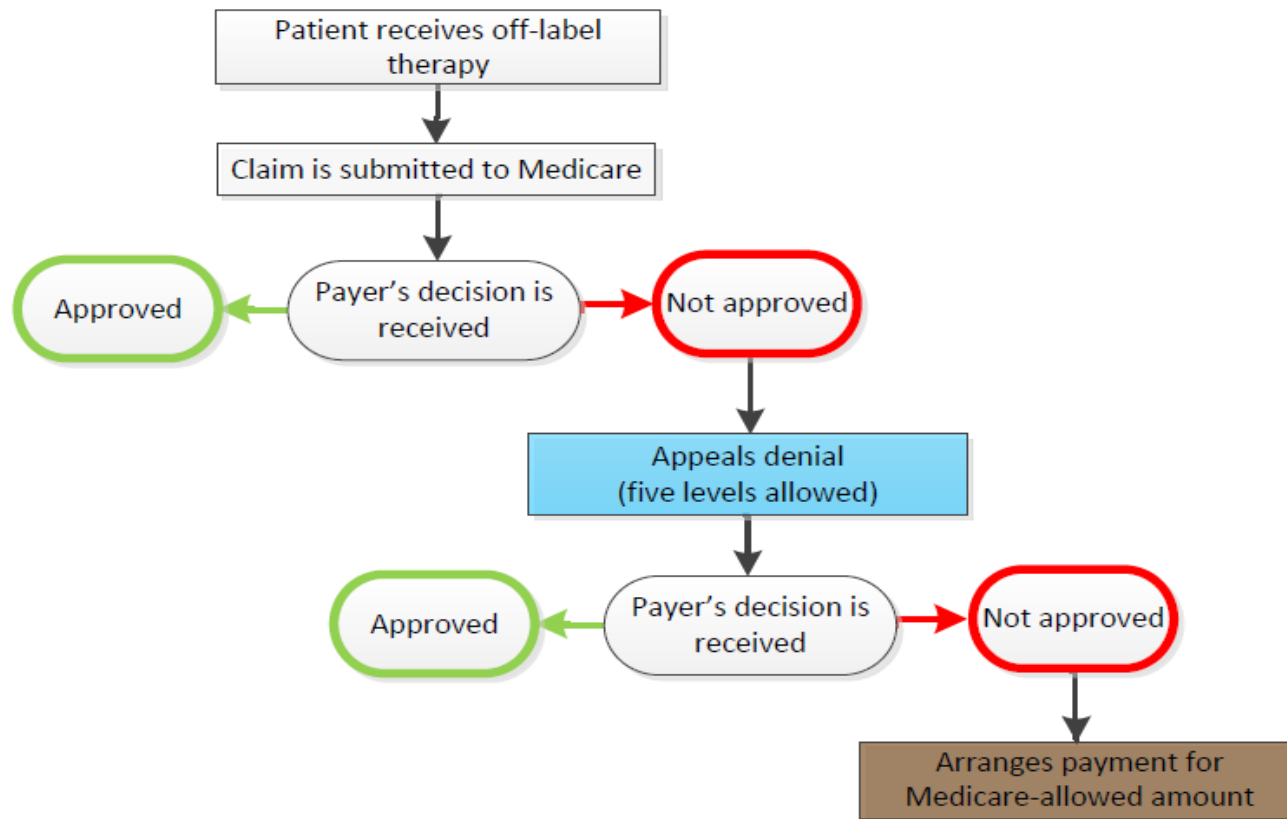 Patient receives off-label
therapy
Claim is submitted to Medicare
Approved
Payer’s decision is
received
Not approved
Appeals denial
(five levels allowed)
Approved
Payer’s decision is
received
Not approved
Arranges payment for
Medicare-allowed amount